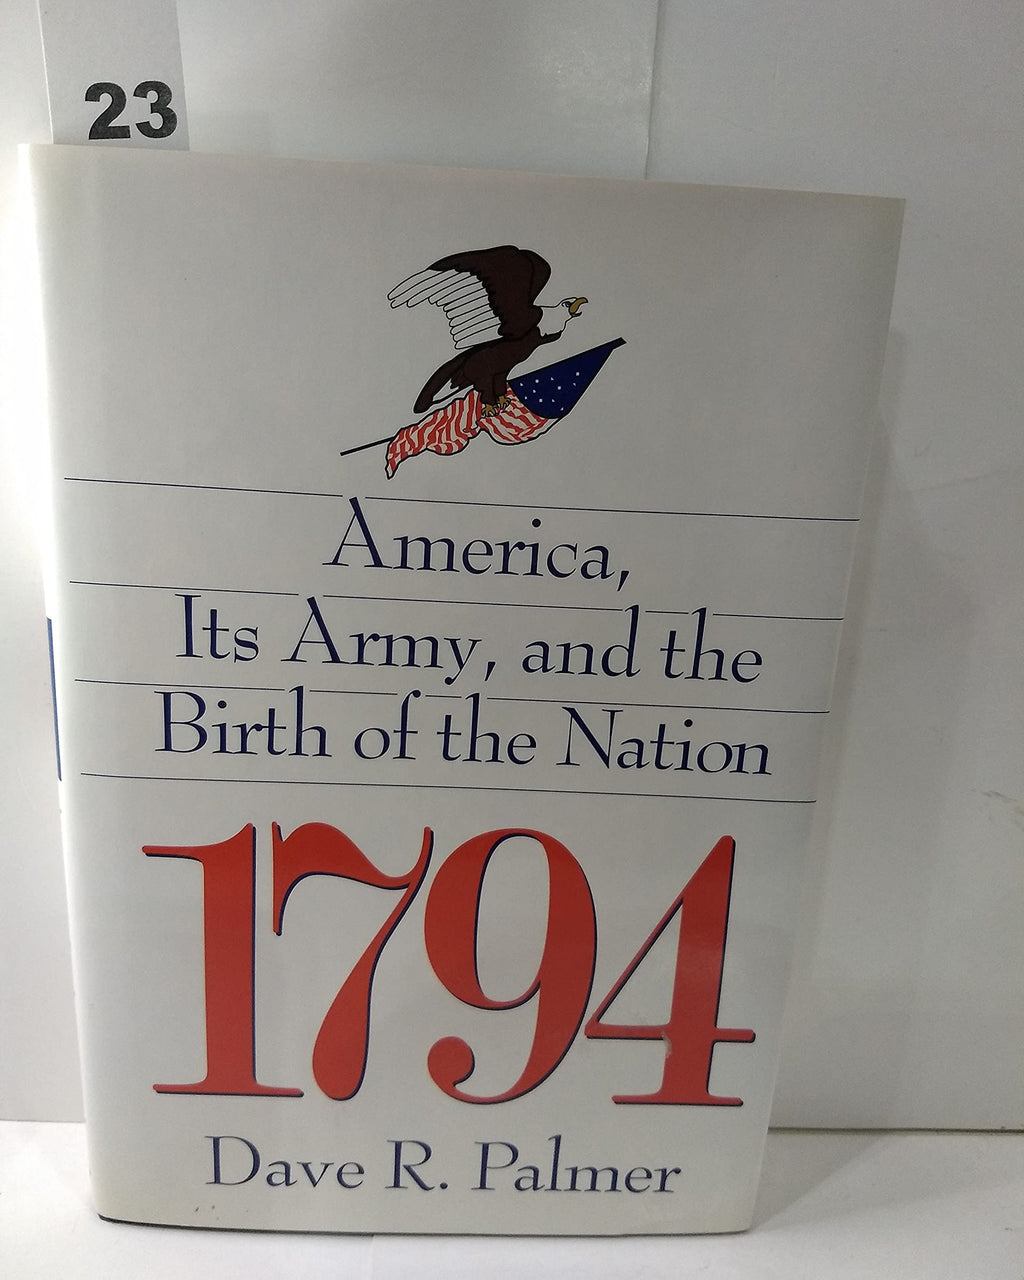 23
America,
Its Army, and the
Birth of the Nation
1794
Dave R. Palmer